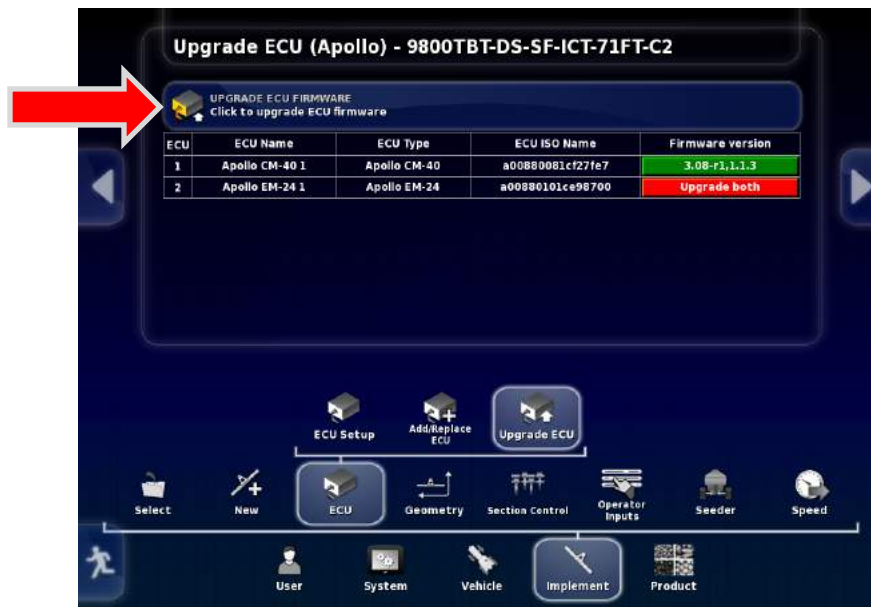 Upgrade ECU (Apollo) - 9800TBT-DS-SF-ICT-71FT-C2
UPGRADE ECU FIRMWARE
Click to upgrade ECU firmware
ECU ECU Name ECU Type ECU ISO Name Firmware version
1 Apollo CM-40 1 Apollo CM-40 a00880081cf27fe7 3.08-r1,1.1.3
2 Apollo EM-24 1 Apollo EM-24 a00880101ce98700 Upgrade both
ECU Setup Add/Replace ECU Upgrade ECU
Select New ECU Geometry Section Control Operator Inputs Seeder Speed
User System Vehicle Implement Product